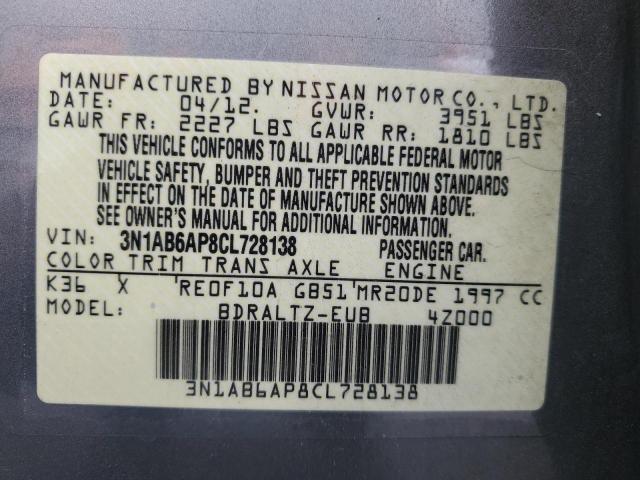 MANUFACTURED BY NISSAN MOTOR CO., LTD.
DATE: 04/12. GVWR: 3951 LBS
GAWR FR: 2227 LBS GAWR RR: 1810 LBS
THIS VEHICLE CONFORMS TO ALL APPLICABLE FEDERAL MOTOR
VEHICLE SAFETY, BUMPER AND THEFT PREVENTION STANDARDS
IN EFFECT ON THE DATE OF MANUFACTURE SHOWN ABOVE.
SEE OWNER'S MANUAL FOR ADDITIONAL INFORMATION.
VIN: 3N1AB6AP8CL728138 PASSENGER CAR.
COLOR TRIM TRANS AXLE ENGINE
K36 X 'RE0F10A GB51'MR20DE 1997 CC
MODEL: BDRALTZ-EUB 4Z000
3N1AB6AP8CL728138